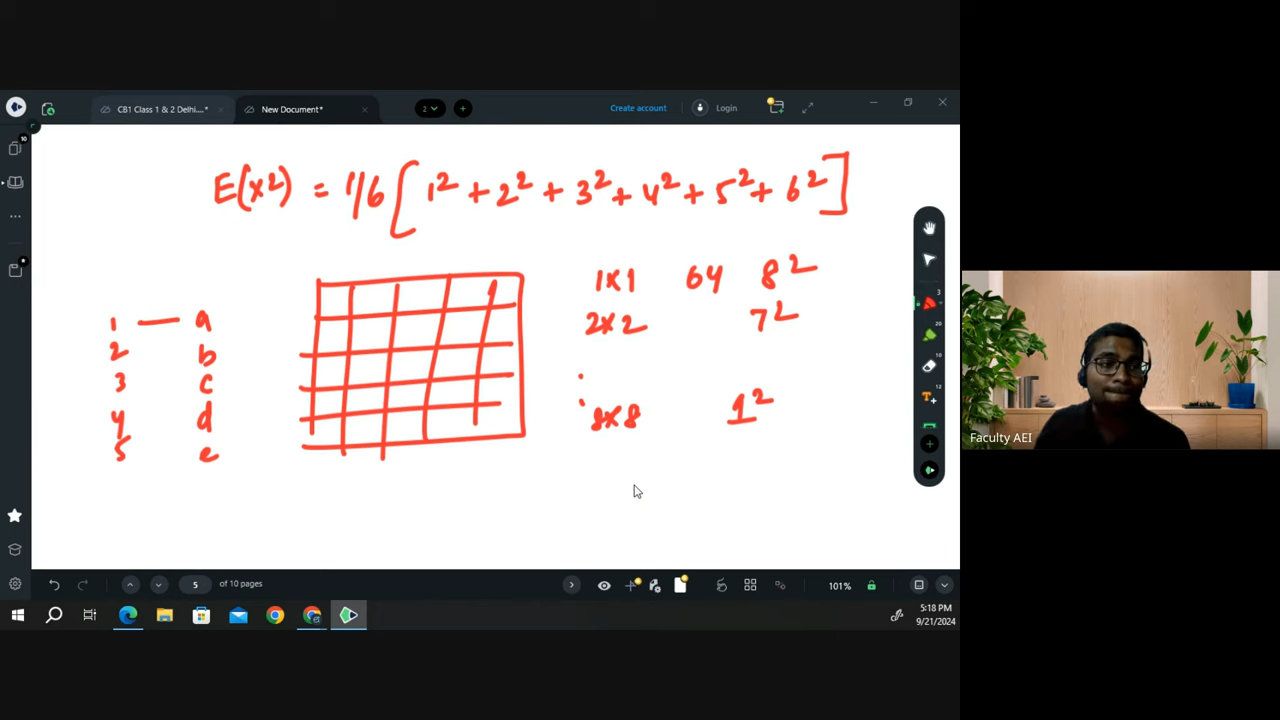 CB1 Class 1 & 2 Delhi....*
New Document*
2
Create account
Login
E(x2) = 1/6 [ 1² + 2² + 3² + 4² + 5² + 6² ]
1x1 64 8²
2x2 7²
:
8x8 1²
1 — a
2 b
3 c
4 d
5 e
Faculty AEI
5 of 10 pages
101%
5:18 PM
9/21/2024